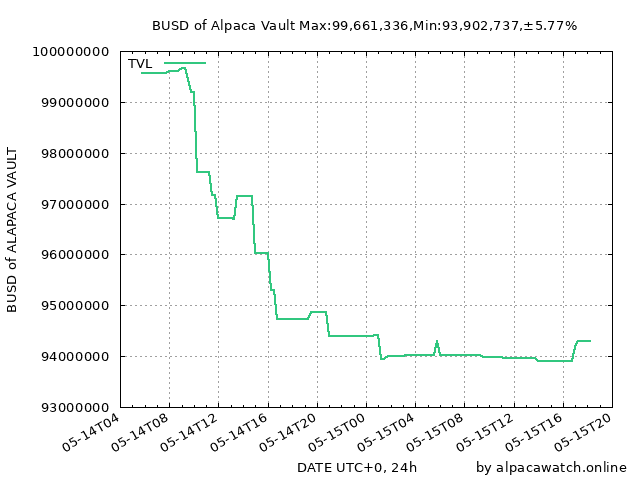 BUSD of Alpaca Vault Max:99,661,336,Min:93,902,737,±5.77%
TVL
100000000
99000000
98000000
97000000
96000000
95000000
94000000
93000000
BUSD of ALAPACA VAULT
05-14T04
05-14T08
05-14T12
05-14T16
05-14T20
05-15T00
05-15T04
05-15T08
05-15T12
05-15T16
05-15T20
DATE UTC+0, 24h
by alpacawatch.online